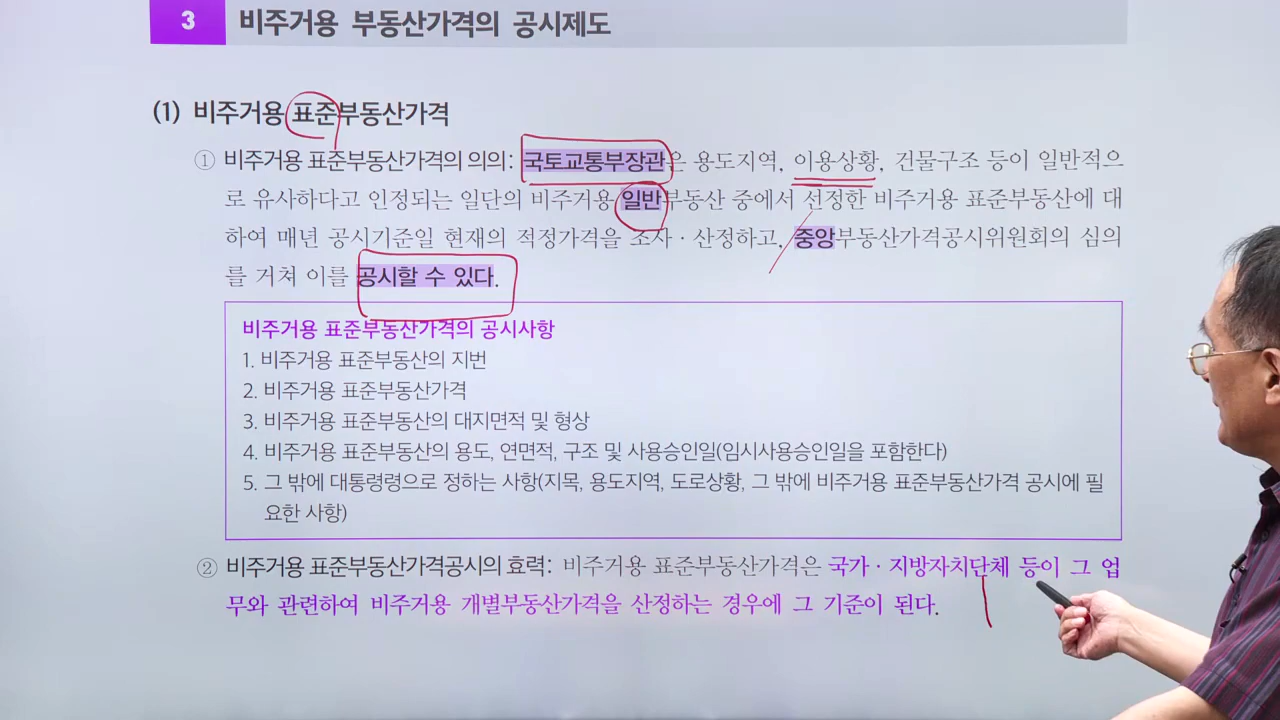 3 비주거용 부동산가격의 공시제도
(1) 비주거용 표준부동산가격
① 비주거용 표준부동산가격의 의의: 국토교통부장관은 용도지역, 이용상황, 건물구조 등이 일반적으
로 유사하다고 인정되는 일단의 비주거용 일반부동산 중에서 선정한 비주거용 표준부동산에 대
하여 매년 공시기준일 현재의 적정가격을 조사·산정하고, 중앙부동산가격공시위원회의 심의
를 거쳐 이를 공시할 수 있다.
비주거용 표준부동산가격의 공시사항
1. 비주거용 표준부동산의 지번
2. 비주거용 표준부동산가격
3. 비주거용 표준부동산의 대지면적 및 형상
4. 비주거용 표준부동산의 용도, 연면적, 구조 및 사용승인일(임시사용승인일을 포함한다)
5. 그 밖에 대통령령으로 정하는 사항(지목, 용도지역, 도로상황, 그 밖에 비주거용 표준부동산가격 공시에 필
요한 사항)
② 비주거용 표준부동산가격공시의 효력: 비주거용 표준부동산가격은 국가·지방자치단체 등이 그 업
무와 관련하여 비주거용 개별부동산가격을 산정하는 경우에 그 기준이 된다.